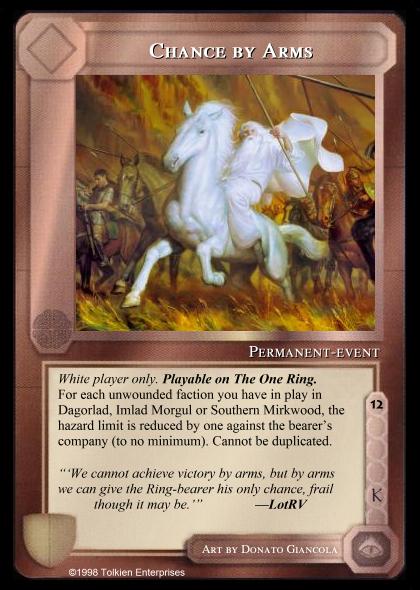 Chance by Arms
Permanent-event
White player only. Playable on The One Ring.
For each unwounded faction you have in play in
Dagorlad, Imlad Morgul or Southern Mirkwood, the
hazard limit is reduced by one against the bearer's
company (to no minimum). Cannot be duplicated.
12
"'We cannot achieve victory by arms, but by arms
we can give the Ring-bearer his only chance, frail
though it may be.'" —LotRV
K
Art by Donato Giancola
©1998 Tolkien Enterprises